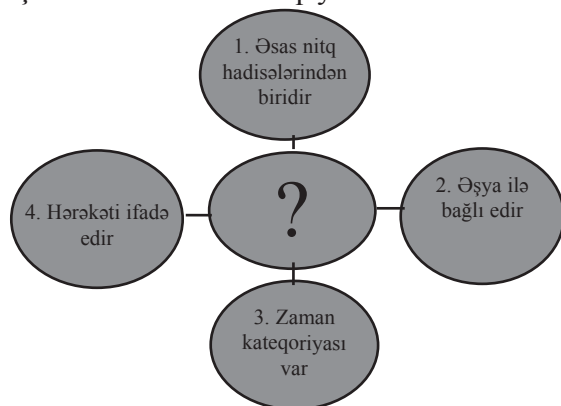 1. Əsas nitq
hadisələrindən
biridir
4. Hərəkəti ifadə
edir
?
2. Əşya ilə
bağlı edir
3. Zaman
kateqoriyası
var